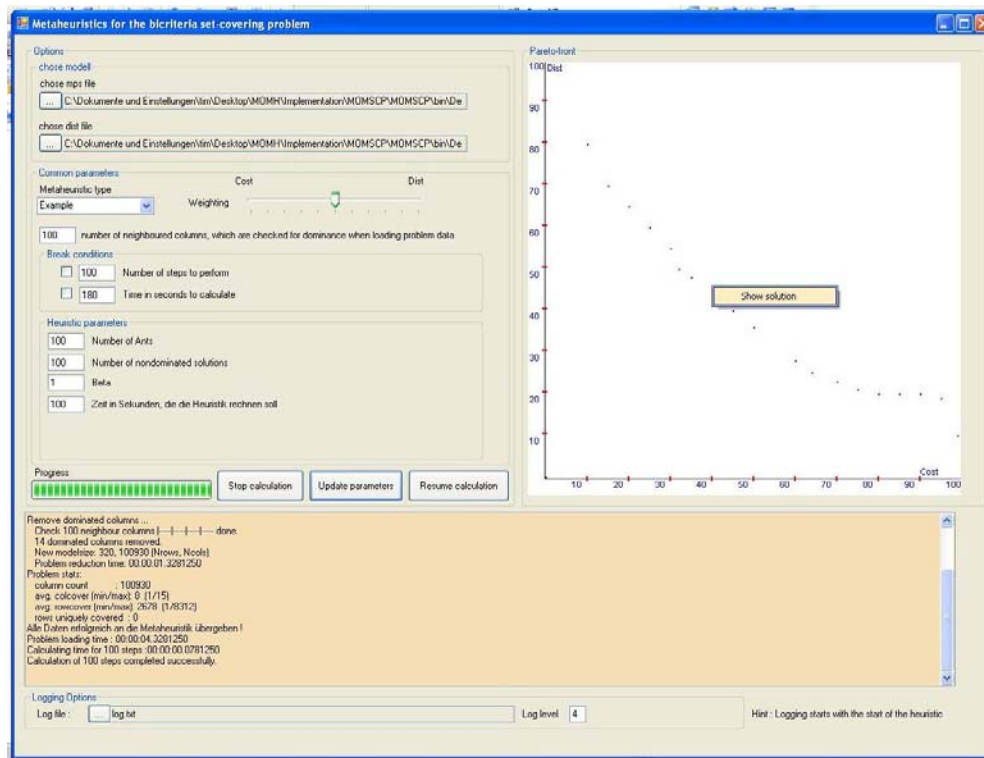 Metaheuristics for the bicriteria set-covering problem
Options
chose modell
chose mps file
... C:\Dokumente und Einstellungen\tim\Desktop\MOMH\Implementation\MOMSCP\MOMSCP\bin\De
chose dist file
... C:\Dokumente und Einstellungen\tim\Desktop\MOMH\Implementation\MOMSCP\MOMSCP\bin\De
Common parameters
Metaheuristic type
Example
Weighting
Cost
Dist
100 number of neighboured columns, which are checked for dominance when loading problem data
Break conditions
100 Number of steps to perform
180 Time in seconds to calculate
Heuristic parameters
100 Number of Ants
100 Number of nondominated solutions
1 Beta
100 Zeit in Sekunden, die die Heuristik rechnen soll
Progress
Stop calculation
Update parameters
Resume calculation
Pareto-front
100 Dist
90
80
70
60
50
40
30
20
10
Show solution
Cost
10 20 30 40 50 60 70 80 90 100
Remove dominated columns ...
Check 100 neighbour columns |----|----|----|---- done.
14 dominated columns removed.
New modelsize: 320, 100930 (Nrows, Ncols)
Problem reduction time: 00:00:01.3281250
Problem stats:
column count : 100930
avg. colcover (min/max): 8 (1/15)
avg. rowcover (min/max): 2678 (1/8312)
rows uniquely covered : 0
Alle Daten erfolgreich an die Metaheuristik übergeben !
Problem loading time : 00:00:04.3281250
Calculating time for 100 steps :00:00:00.0781250
Calculation of 100 steps completed successfully.
Logging Options
Log file : ... log.txt
Log level 4
Hint : Logging starts with the start of the heuristic